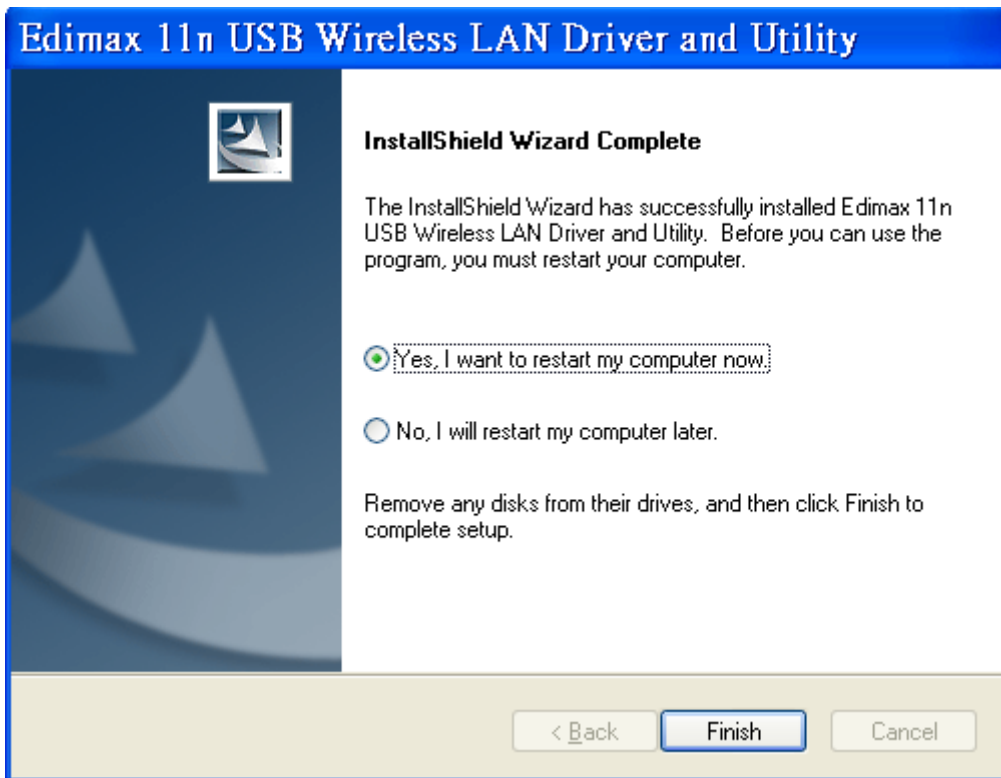 Edimax 11n USB Wireless LAN Driver and Utility
InstallShield Wizard Complete
The InstallShield Wizard has successfully installed Edimax 11n
USB Wireless LAN Driver and Utility.  Before you can use the
program, you must restart your computer.
Yes, I want to restart my computer now.
No, I will restart my computer later.
Remove any disks from their drives, and then click Finish to
complete setup.
< Back Finish Cancel